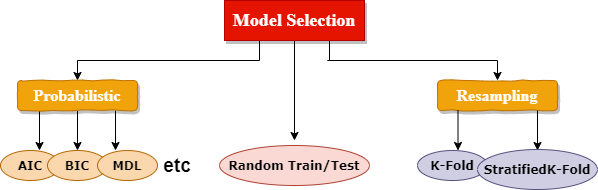 Model Selection
Probabilistic
Resampling
AIC
BIC
MDL
etc
Random Train/Test
K-Fold
StratifiedK-Fold